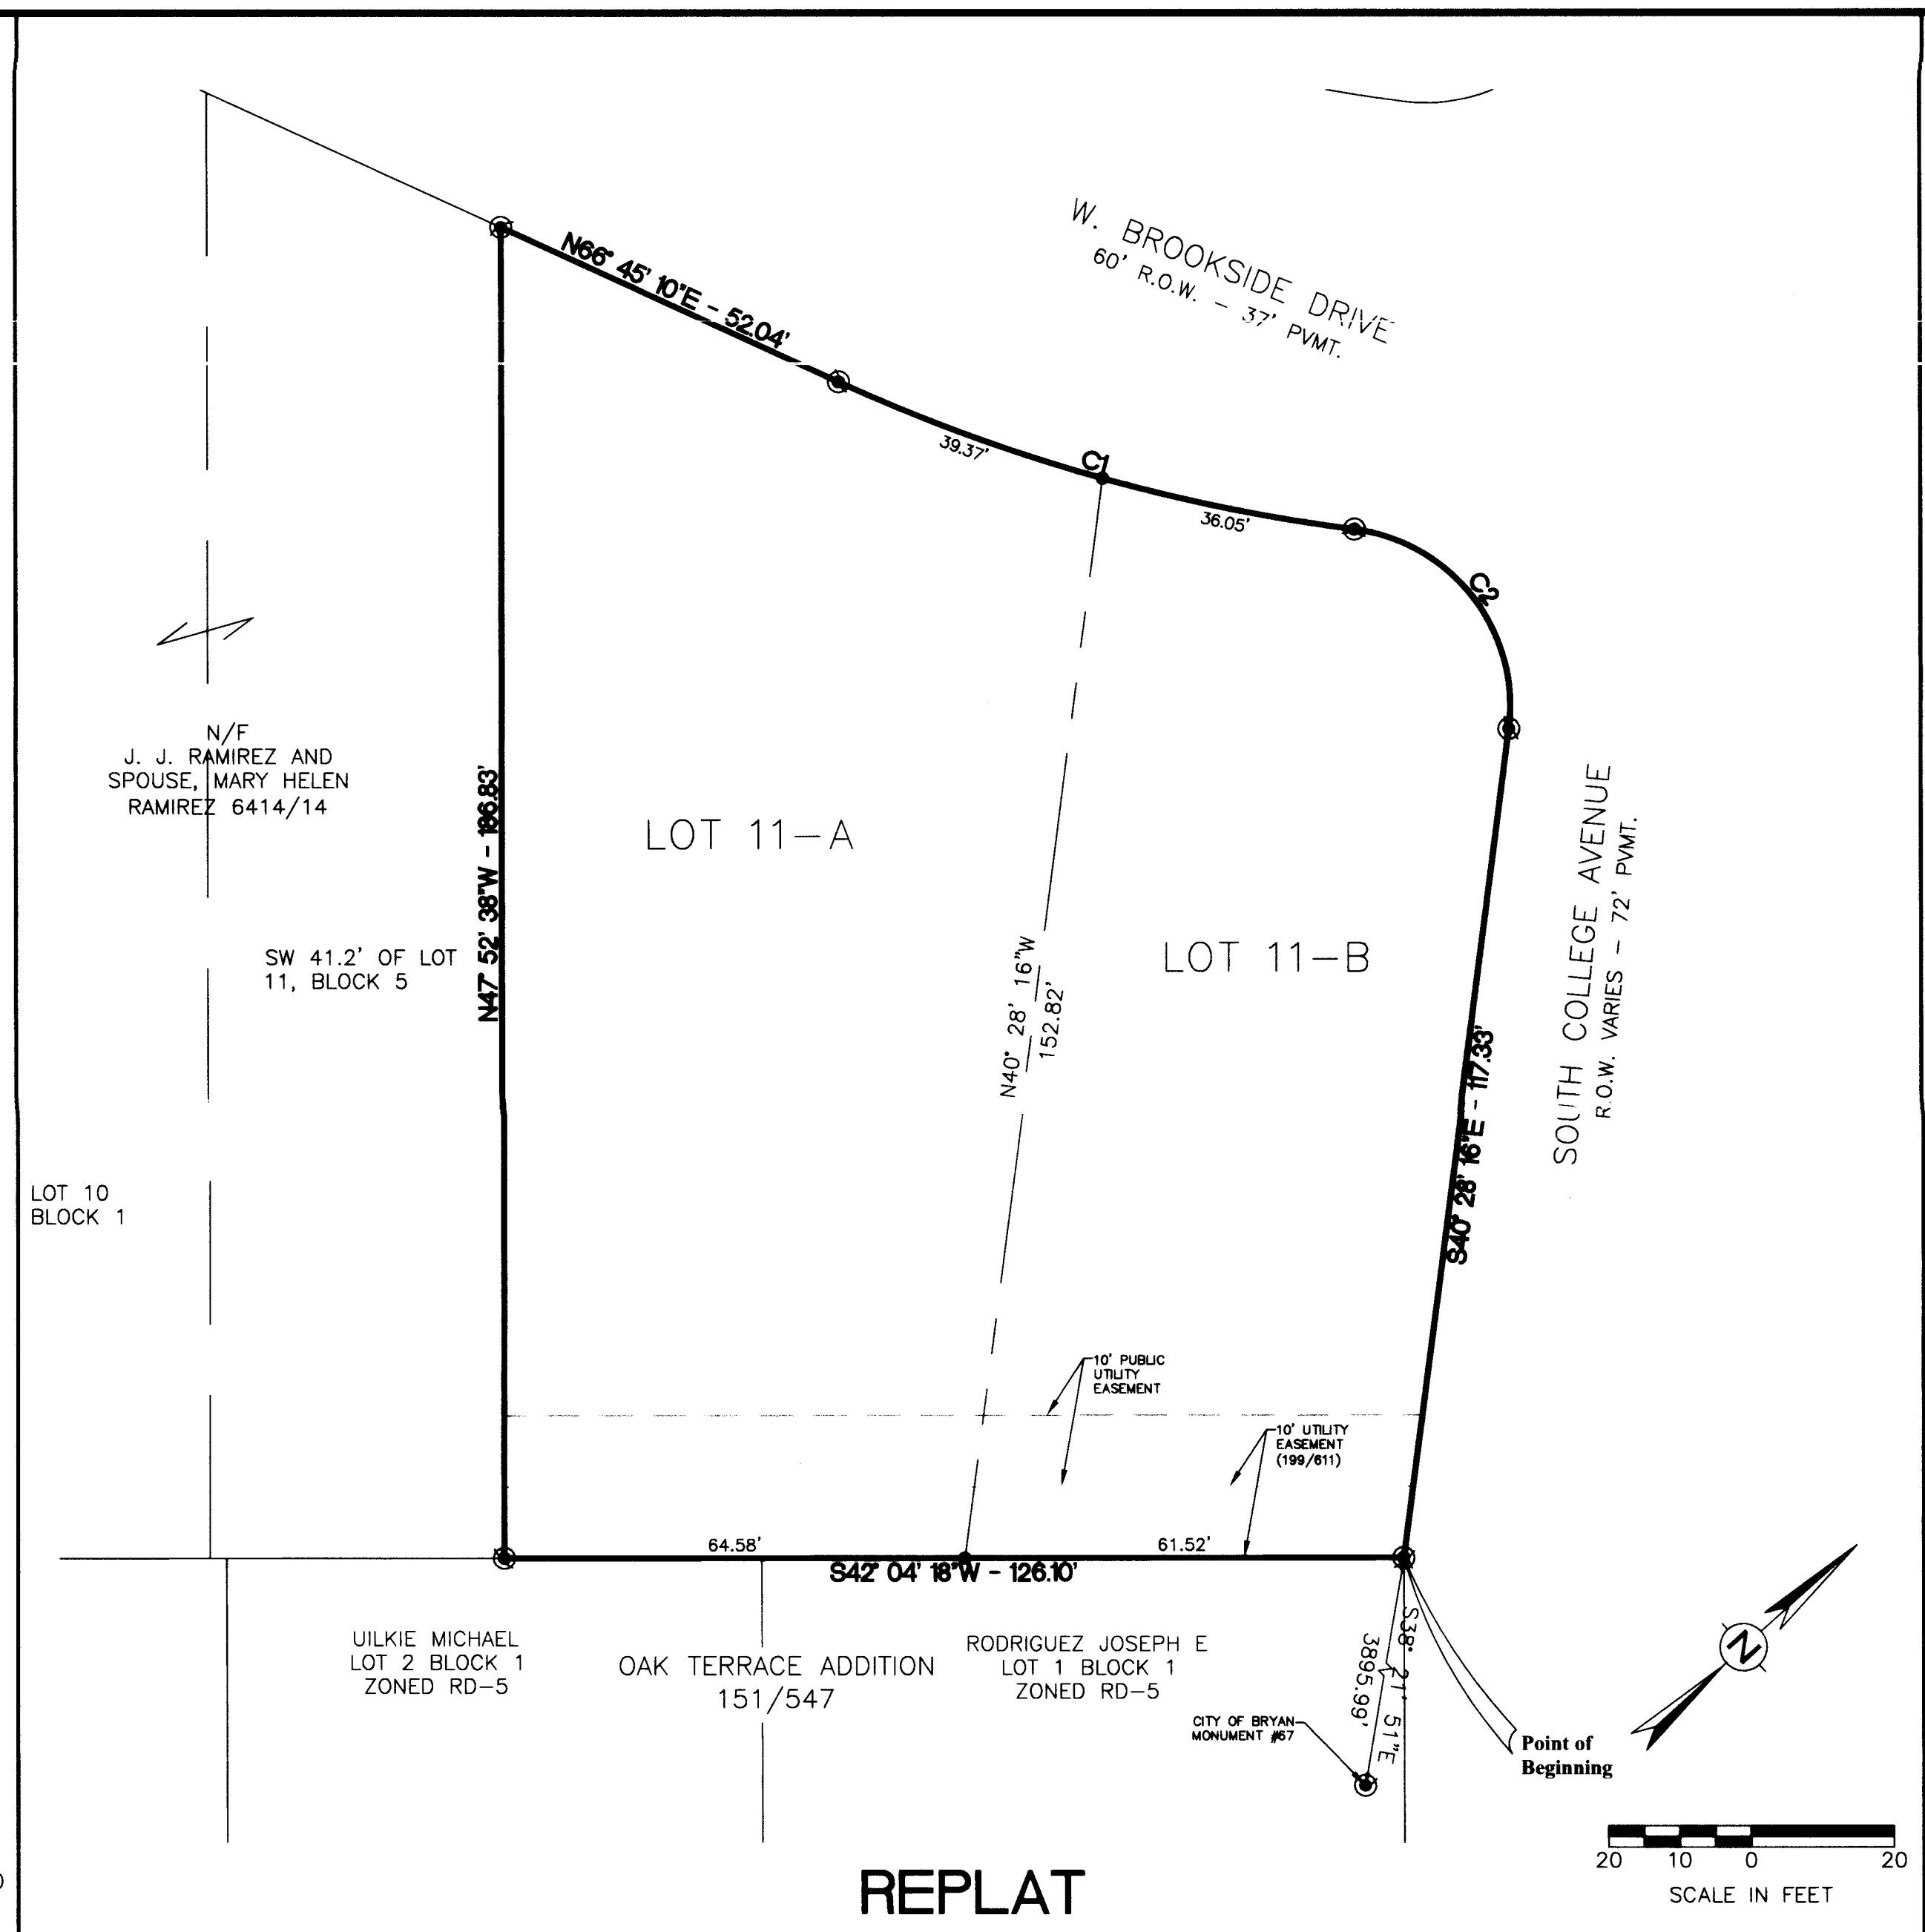 W. BROOKSIDE DRIVE
60' R.O.W. - 37' PVMT.
N66° 45' 10"E - 52.04'
39.37'
C1
36.05'
C2
N/F
J. J. RAMIREZ AND
SPOUSE, MARY HELEN
RAMIREZ 6414/14
N47° 52' 38"W - 186.83'
LOT 11-A
SW 41.2' OF LOT
11, BLOCK 5
LOT 11-B
N40° 28' 16"W
152.82'
SOUTH COLLEGE AVENUE
R.O.W. VARIES - 72' PVMT.
S40° 28' 16"E - 117.33'
LOT 10
BLOCK 1
10' PUBLIC
UTILITY
EASEMENT
10' UTILITY
EASEMENT
(199/611)
64.58'
61.52'
S42° 04' 18"W - 126.10'
UILKIE MICHAEL
LOT 2 BLOCK 1
ZONED RD-5
OAK TERRACE ADDITION
151/547
RODRIGUEZ JOSEPH E
LOT 1 BLOCK 1
ZONED RD-5
S38° 21' 51"E
3895.99'
CITY OF BRYAN
MONUMENT #67
Point of
Beginning
N
20 10 0 20
SCALE IN FEET
REPLAT